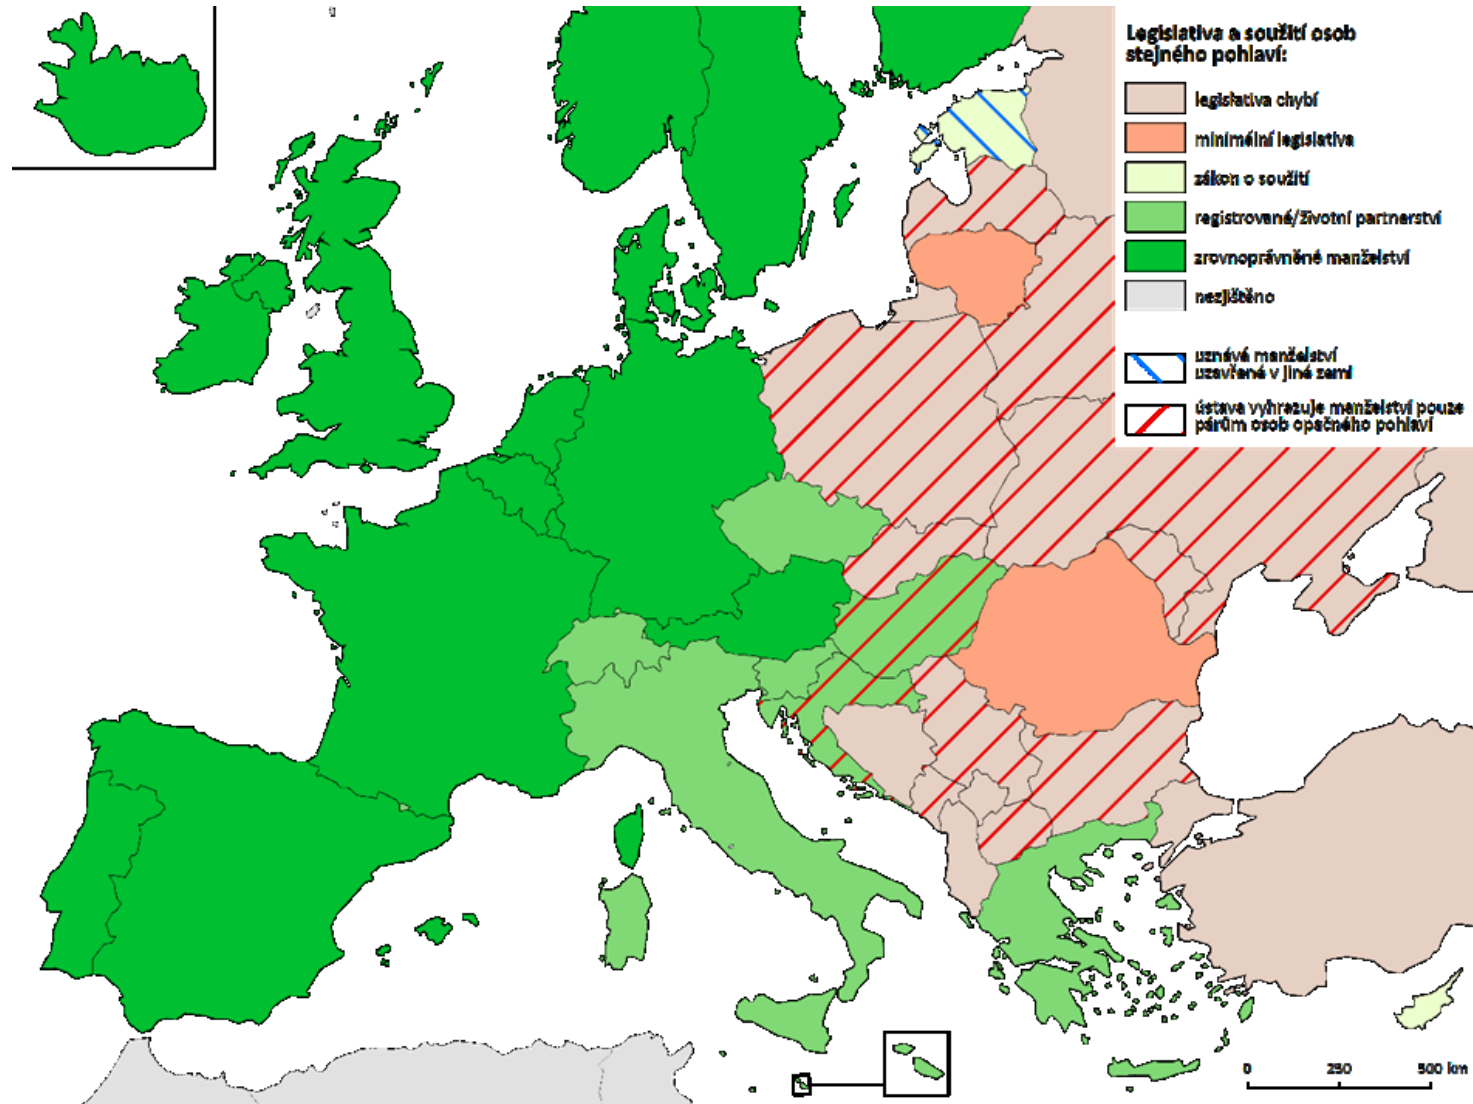 Legislativa a soužití osob
stejného pohlaví:
legislativa chybí
minimální legislativa
zákon o soužití
registrované/životní partnerství
zrovnoprávněné manželství
nezjištěno
uznává manželství
uzavřené v jiné zemi
ústava vyhrazuje manželství pouze
párům osob opačného pohlaví
0 250 500 km